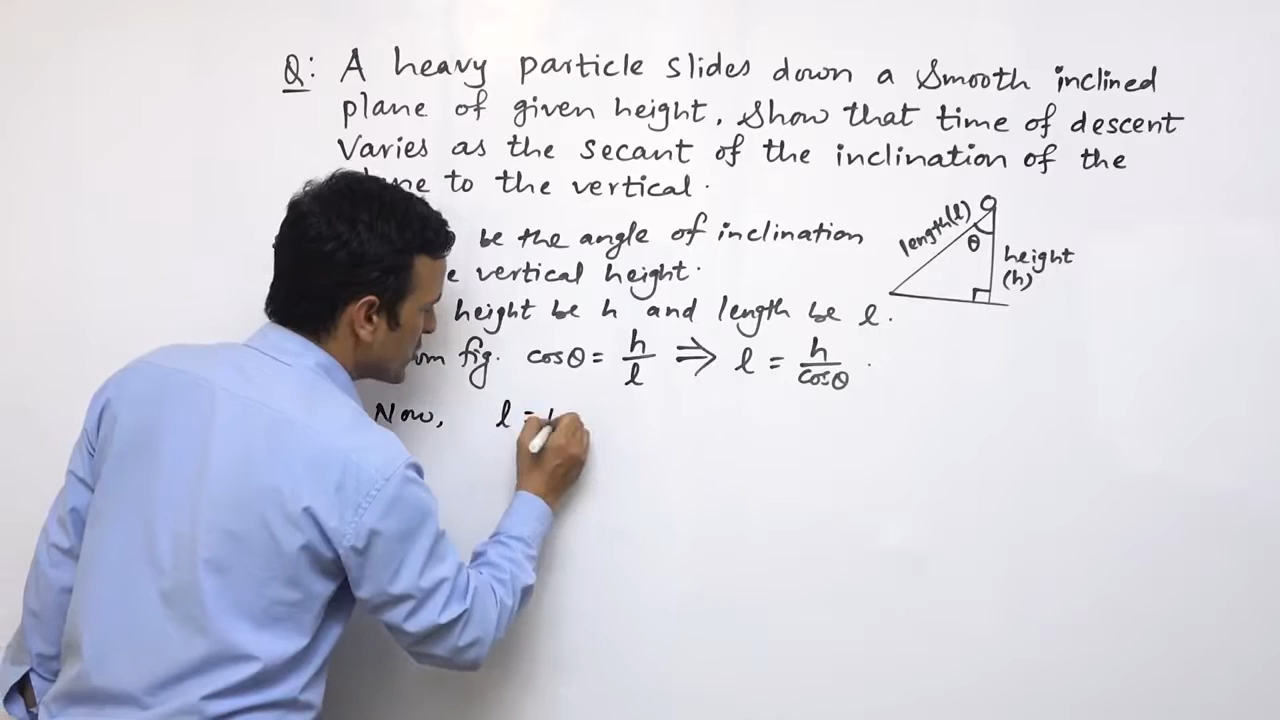 Q: A heavy particle slides down a smooth inclined
plane of given height. Show that time of descent
varies as the secant of the inclination of the
to the vertical.
be the angle of inclination
vertical height.
height be h and length be l.
fig. cosθ = h/l ⇒ l = h/cosθ.
Now, l =
length(l)
θ
height
(h)